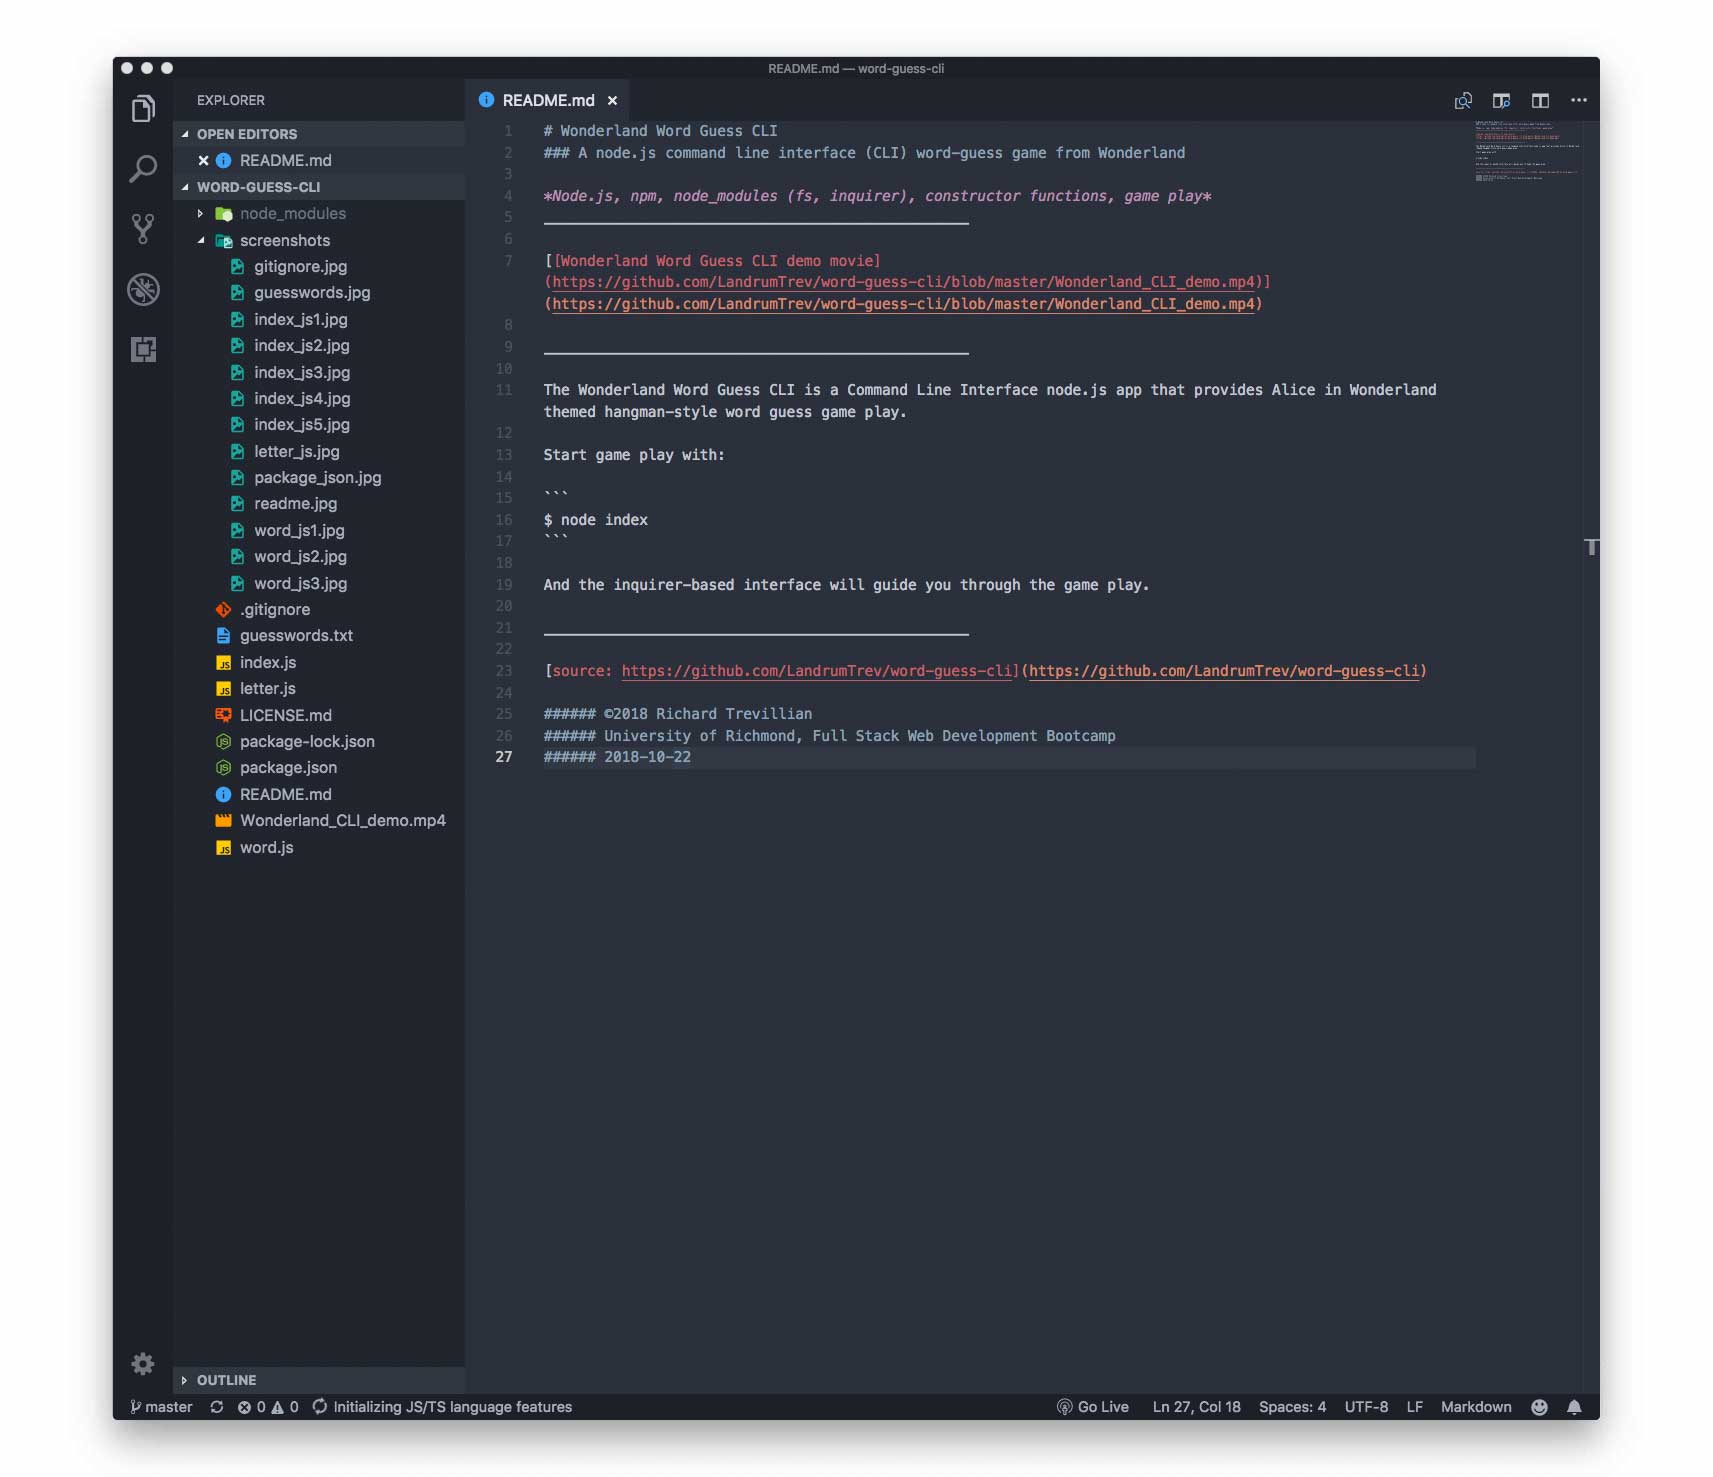 README.md — word-guess-cli
EXPLORER
OPEN EDITORS
README.md
WORD-GUESS-CLI
node_modules
screenshots
gitignore.jpg
guesswords.jpg
index_js1.jpg
index_js2.jpg
index_js3.jpg
index_js4.jpg
index_js5.jpg
letter_js.jpg
package_json.jpg
readme.jpg
word_js1.jpg
word_js2.jpg
word_js3.jpg
.gitignore
guesswords.txt
JS index.js
JS letter.js
LICENSE.md
package-lock.json
package.json
README.md
Wonderland_CLI_demo.mp4
JS word.js
OUTLINE
README.md
1 # Wonderland Word Guess CLI
2 ### A node.js command line interface (CLI) word-guess game from Wonderland
3
4 *Node.js, npm, node_modules (fs, inquirer), constructor functions, game play*
5 _________________________________________________
6
7 [[Wonderland Word Guess CLI demo movie]
(https://github.com/LandrumTrev/word-guess-cli/blob/master/Wonderland_CLI_demo.mp4)]
(https://github.com/LandrumTrev/word-guess-cli/blob/master/Wonderland_CLI_demo.mp4)
8
9 _________________________________________________
10
11 The Wonderland Word Guess CLI is a Command Line Interface node.js app that provides Alice in Wonderland
themed hangman-style word guess game play.
12
13 Start game play with:
14
15 ```
16 $ node index
17 ```
18
19 And the inquirer-based interface will guide you through the game play.
20
21 _________________________________________________
22
23 [source: https://github.com/LandrumTrev/word-guess-cli](https://github.com/LandrumTrev/word-guess-cli)
24
25 ###### ©2018 Richard Trevillian
26 ###### University of Richmond, Full Stack Web Development Bootcamp
27 ###### 2018-10-22
master 0 0 Initializing JS/TS language features Go Live Ln 27, Col 18 Spaces: 4 UTF-8 LF Markdown